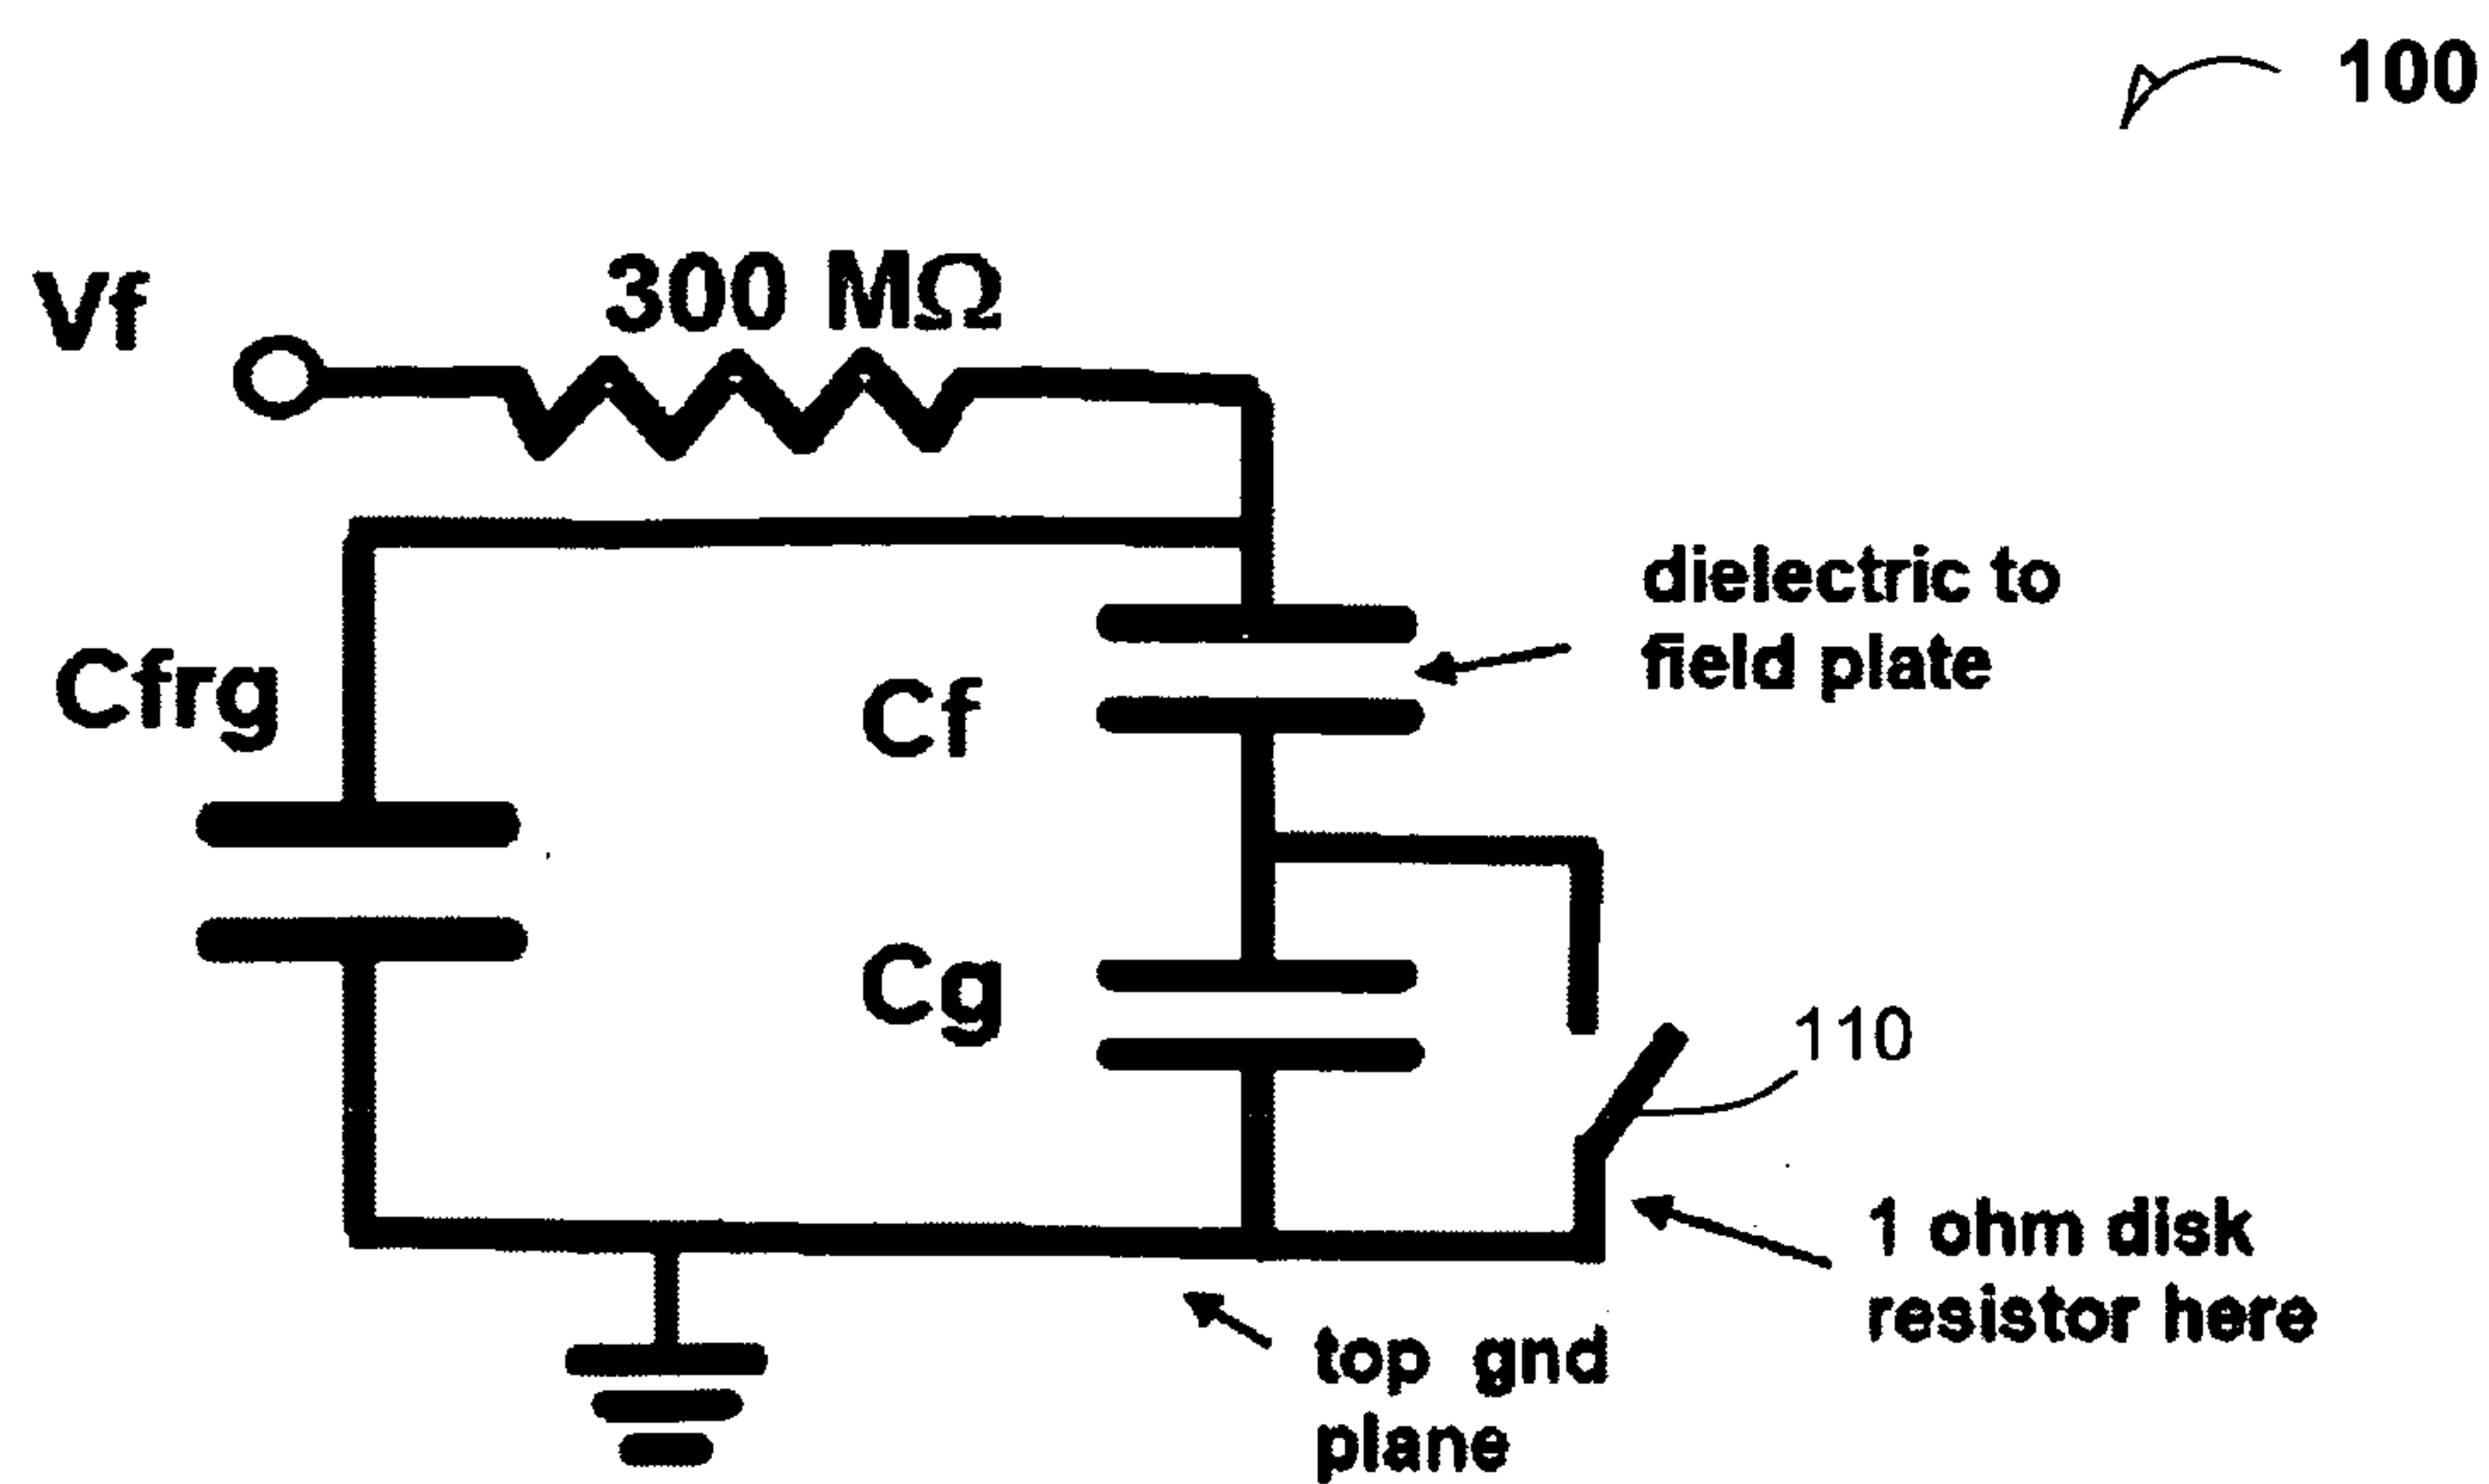 100
Vf
300 MΩ
dielectric to
field plate
Cfrg
Cf
Cg
110
1 ohm disk
resistor here
top gnd
plane